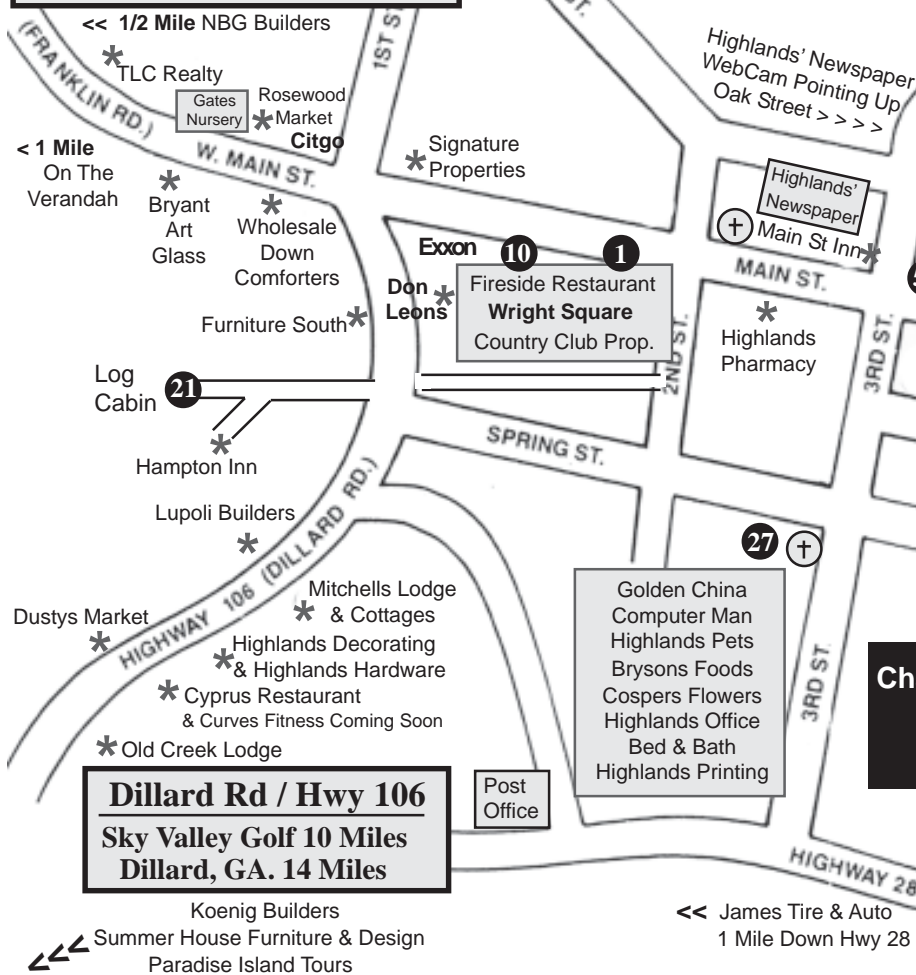 << 1/2 Mile NBG Builders
1ST ST.
ST.
Highlands' Newspaper
WebCam Pointing Up
Oak Street > > > >
(FRANKLIN RD.)
TLC Realty
Gates
Nursery
Rosewood
Market
Citgo
W. MAIN ST.
< 1 Mile
On The
Verandah
Bryant
Art
Glass
Wholesale
Down
Comforters
Signature
Properties
Highlands'
Newspaper
Main St Inn
MAIN ST.
Exxon
10
1
Don
Leons
Fireside Restaurant
Wright Square
Country Club Prop.
Furniture South
2ND ST.
Highlands
Pharmacy
3RD ST.
Log
Cabin
21
Hampton Inn
SPRING ST.
Lupoli Builders
HIGHWAY 106 (DILLARD RD.)
27
Dustys Market
Mitchells Lodge
& Cottages
Highlands Decorating
& Highlands Hardware
Cyprus Restaurant
& Curves Fitness Coming Soon
Old Creek Lodge
Golden China
Computer Man
Highlands Pets
Brysons Foods
Cospers Flowers
Highlands Office
Bed & Bath
Highlands Printing
3RD ST.
Ch
Dillard Rd / Hwy 106
Sky Valley Golf 10 Miles
Dillard, GA. 14 Miles
Post
Office
HIGHWAY 28
Koenig Builders
<<< Summer House Furniture & Design
Paradise Island Tours
<< James Tire & Auto
1 Mile Down Hwy 28